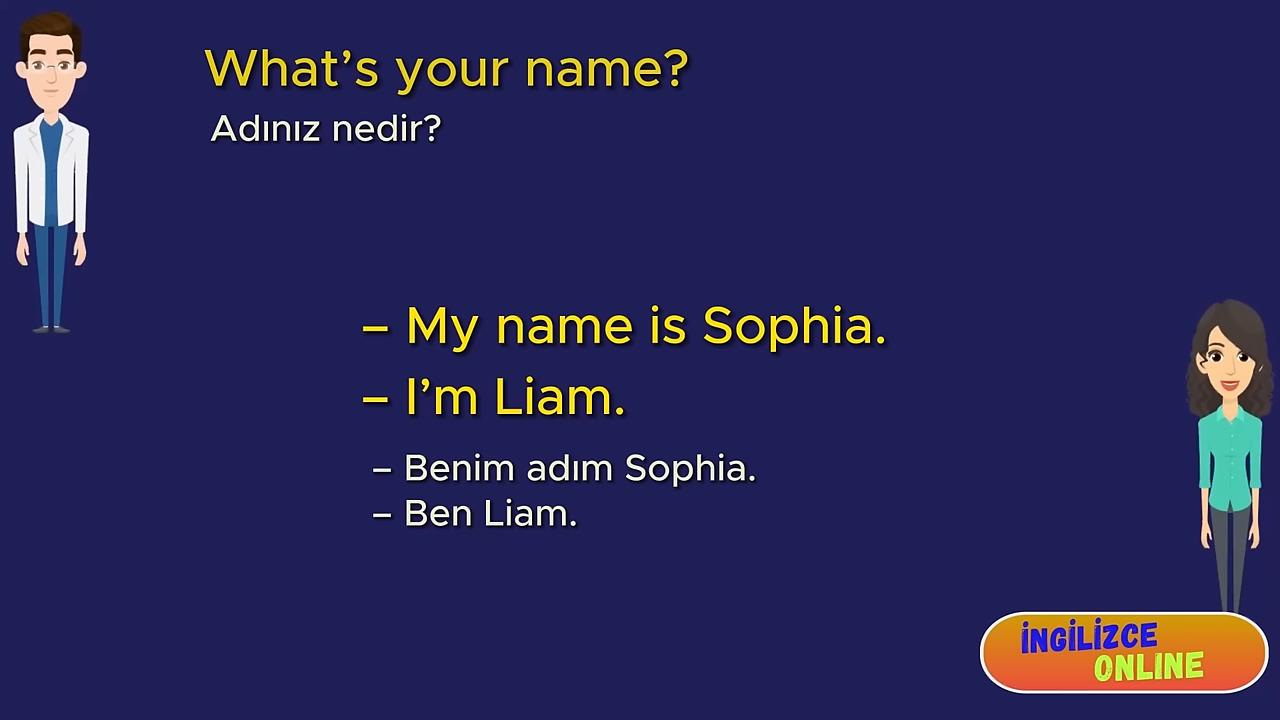 What’s your name?
Adınız nedir?
– My name is Sophia.
– I’m Liam.
– Benim adım Sophia.
– Ben Liam.
İNGİLİZCE
ONLINE